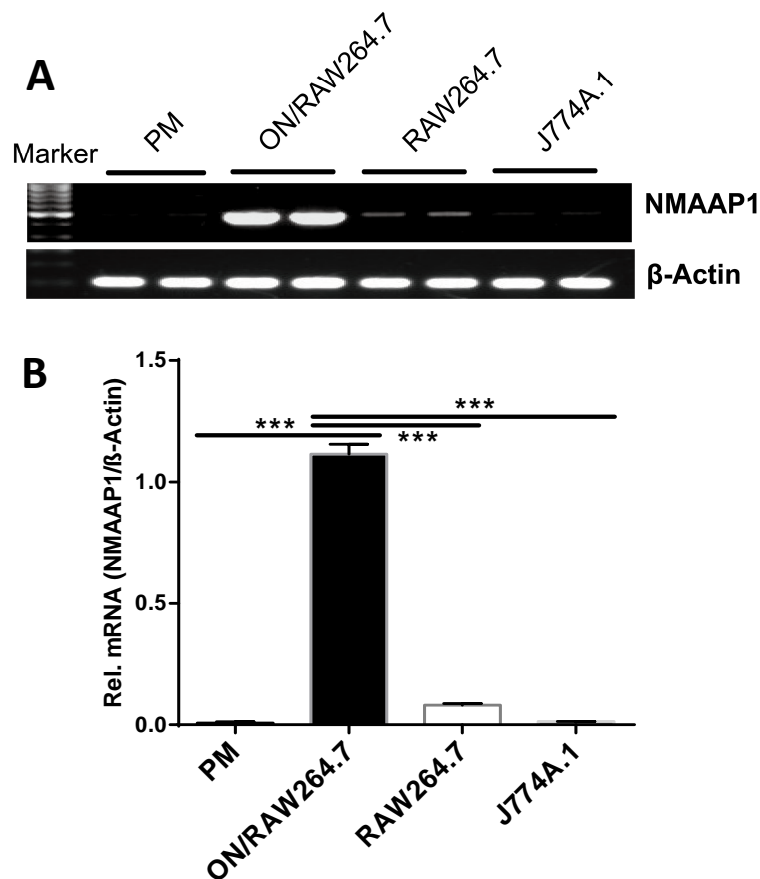 A
Marker
PM
ON/RAW264.7
RAW264.7
J774A.1
NMAAP1
ß-Actin
B
Rel. mRNA (NMAAP1/ß-Actin)
1.5
1.0
0.5
0.0
***
***
***
PM
ON/RAW264.7
RAW264.7
J774A.1